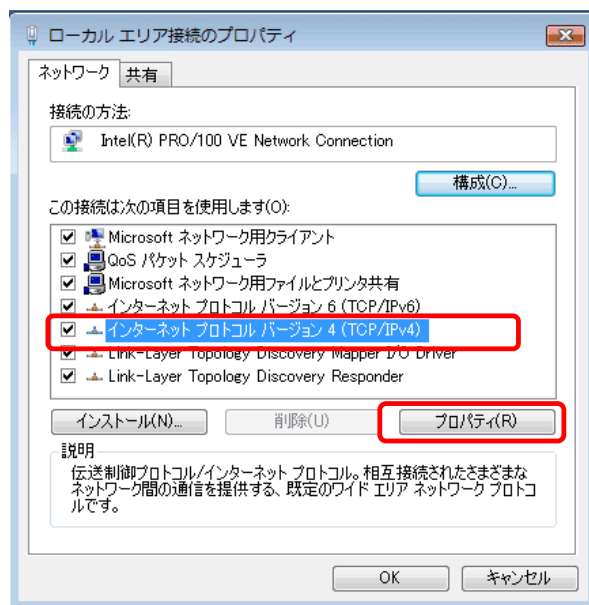 ローカル エリア接続のプロパティ
ネットワーク 共有
接続の方法:
Intel(R) PRO/100 VE Network Connection
構成(C)...
この接続は次の項目を使用します(O):
Microsoft ネットワーク用クライアント
QoS パケット スケジューラ
Microsoft ネットワーク用ファイルとプリンタ共有
インターネット プロトコル バージョン 6 (TCP/IPv6)
インターネット プロトコル バージョン 4 (TCP/IPv4)
Link-Layer Topology Discovery Mapper I/O Driver
Link-Layer Topology Discovery Responder
インストール(N)... 削除(U) プロパティ(R)
説明
伝送制御プロトコル/インターネット プロトコル。相互接続されたさまざまな
ネットワーク間の通信を提供する、既定のワイド エリア ネットワーク プロトコ
ルです。
OK キャンセル